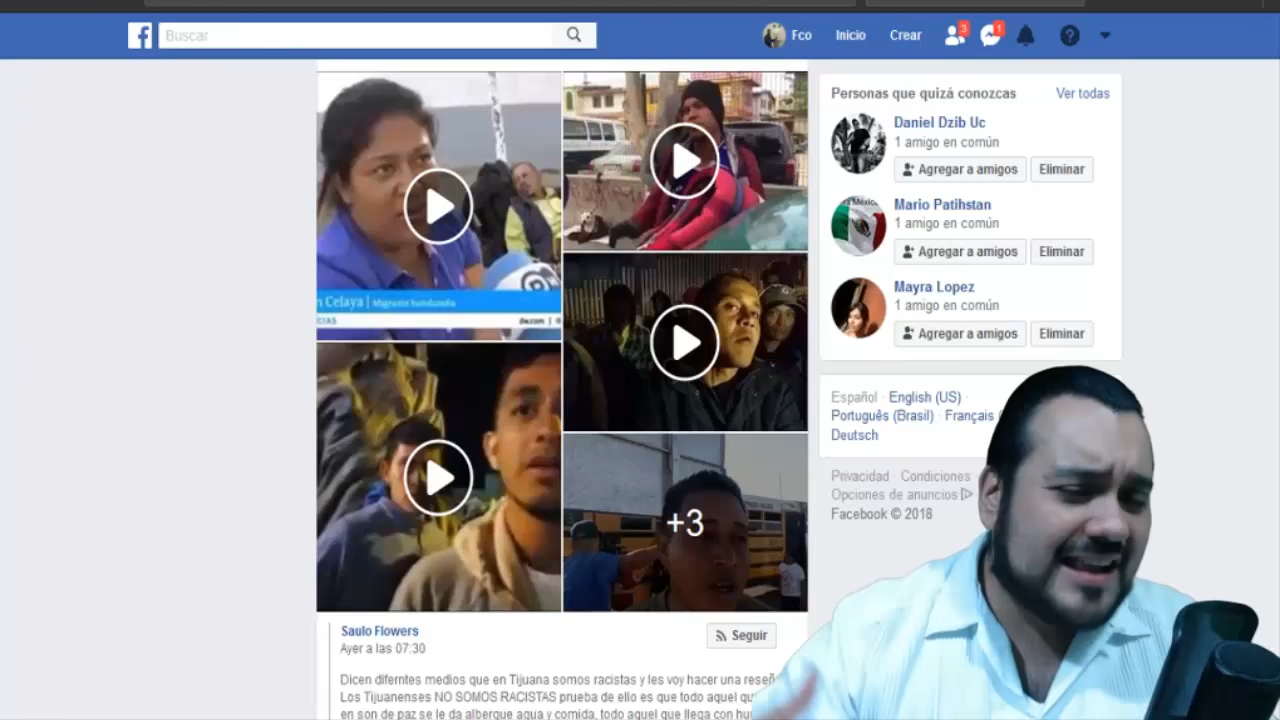 f
Buscar
Fco
Inicio
Crear
3
1
?
Personas que quizá conozcas
Ver todas
Daniel Dzib Uc
1 amigo en común
Agregar a amigos
Eliminar
Mario Patihstan
1 amigo en común
Agregar a amigos
Eliminar
Mayra Lopez
1 amigo en común
Agregar a amigos
Eliminar
Español · English (US) ·
Português (Brasil) · Français (
Deutsch
Privacidad Condiciones
Opciones de anuncios
Facebook © 2018
n Celaya | Migrante hondureña
CIAS
dw.com
+3
Saulo Flowers
Seguir
Ayer a las 07:30
Dicen diferntes medios que en Tijuana somos racistas y les voy hacer una reseñ
Los Tijuanenses NO SOMOS RACISTAS prueba de ello es que todo aquel qu
en son de paz se le da albergue agua y comida, todo aquel que llega con hum